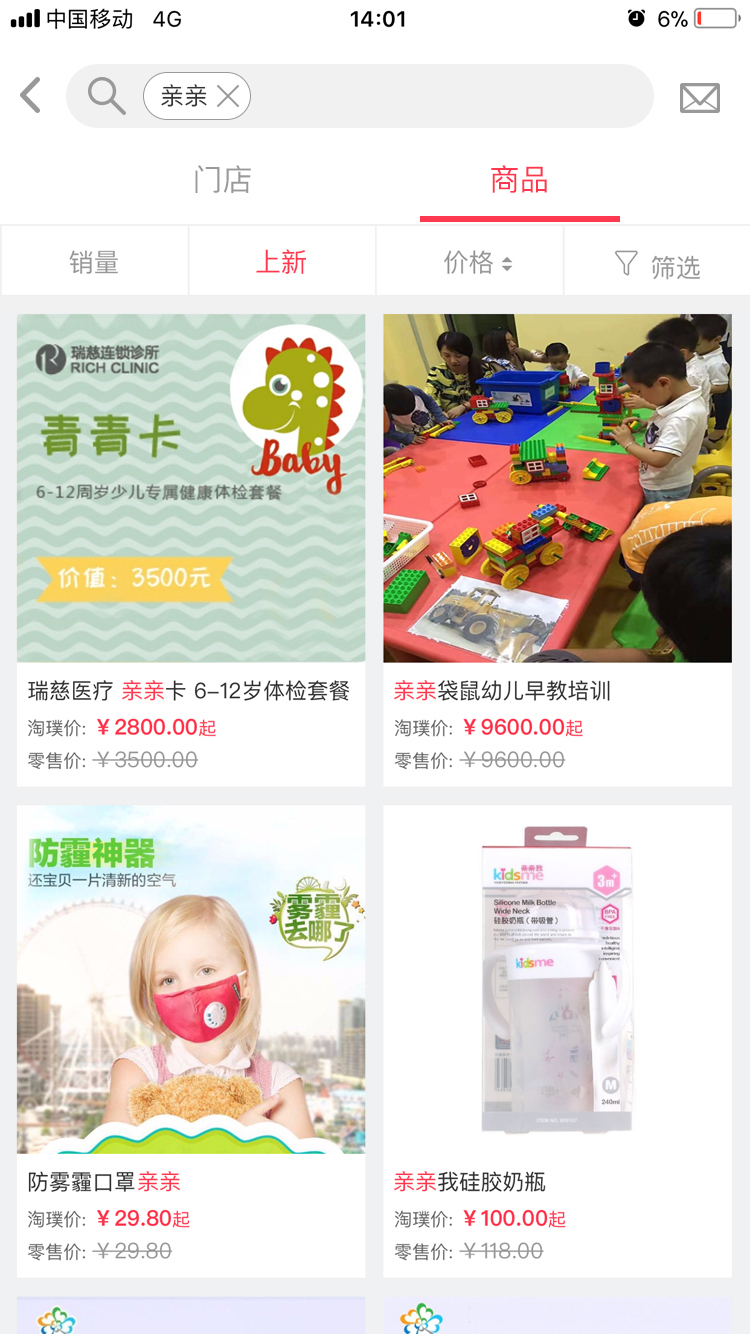 中国移动 4G 14:01 6%
亲亲
门店 商品
销量 上新 价格 筛选
瑞慈连锁诊所
RICH CLINIC
青青卡
Baby
6-12周岁少儿专属健康体检套餐
价值：3500元
瑞慈医疗 亲亲卡 6-12岁体检套餐
淘璞价: ¥2800.00起
零售价: ¥3500.00
亲亲袋鼠幼儿早教培训
淘璞价: ¥9600.00起
零售价: ¥9600.00
防霾神器
还宝贝一片清新的空气
雾霾
去哪了
防雾霾口罩亲亲
淘璞价: ¥29.80起
零售价: ¥29.80
亲亲我
kidsme
3m+
Silicone Milk Bottle
Wide Neck
硅胶奶瓶（带吸管）
BPA
kidsme
M
240ml
亲亲我硅胶奶瓶
淘璞价: ¥100.00起
零售价: ¥118.00